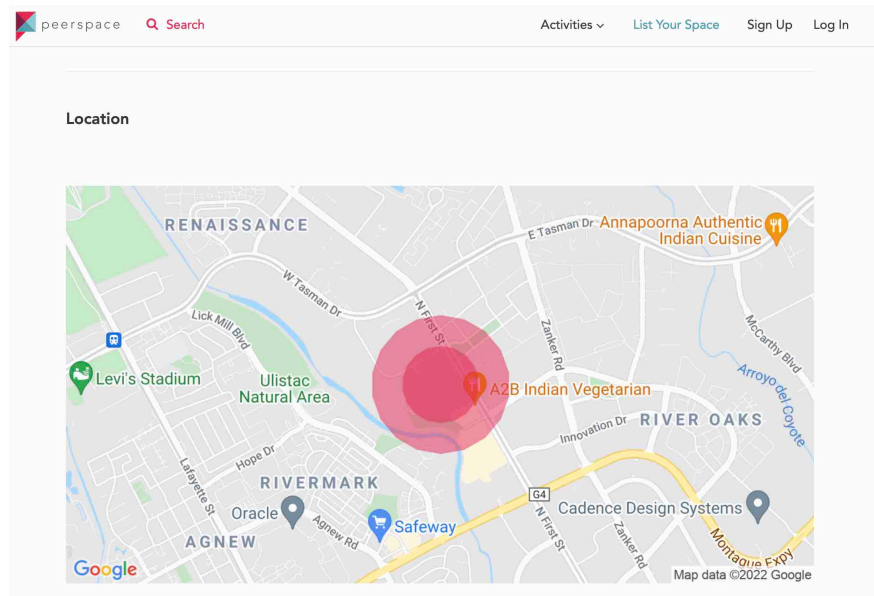 peerspace
Search
Activities
List Your Space
Sign Up
Log In
Location
RENAISSANCE
E Tasman Dr
Annapoorna Authentic
Indian Cuisine
W Tasman Dr
N First St
Lick Mill Blvd
Zanker Rd
McCarthy Blvd
Levi's Stadium
Ulistac
Natural Area
A2B Indian Vegetarian
Arroyo del Coyote
Innovation Dr
RIVER OAKS
Hope Dr
Lafayette St
RIVERMARK
G4
Oracle
Cadence Design Systems
Agnew Rd
Safeway
N First St
Zanker Rd
AGNEW
Montague Expy
Google
Map data ©2022 Google